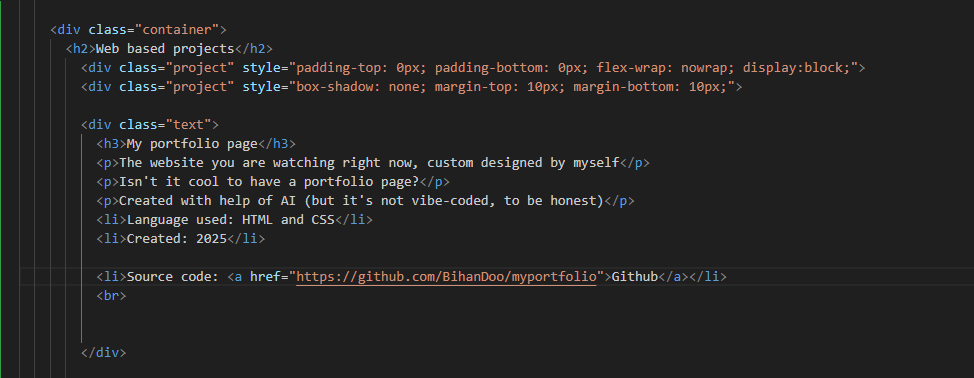 <div class="container">
<h2>Web based projects</h2>
<div class="project" style="padding-top: 0px; padding-bottom: 0px; flex-wrap: nowrap; display:block;">
<div class="project" style="box-shadow: none; margin-top: 10px; margin-bottom: 10px;">
<div class="text">
<h3>My portfolio page</h3>
<p>The website you are watching right now, custom designed by myself</p>
<p>Isn't it cool to have a portfolio page?</p>
<p>Created with help of AI (but it's not vibe-coded, to be honest)</p>
<li>Language used: HTML and CSS</li>
<li>Created: 2025</li>
<li>Source code: <a href="https://github.com/BihanDoo/myportfolio">Github</a></li>
<br>
</div>